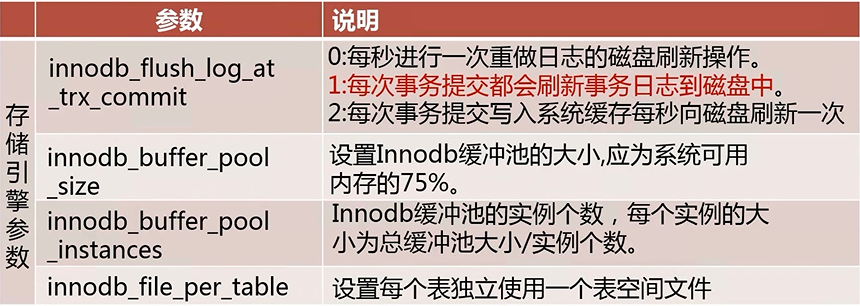 参数 说明
存储引擎参数
innodb_flush_log_at
_trx_commit
0:每秒进行一次重做日志的磁盘刷新操作。
1:每次事务提交都会刷新事务日志到磁盘中。
2:每次事务提交写入系统缓存每秒向磁盘刷新一次
innodb_buffer_pool
_size
设置Innodb缓冲池的大小,应为系统可用
内存的75%。
innodb_buffer_pool
_instances
Innodb缓冲池的实例个数，每个实例的大
小为总缓冲池大小/实例个数。
innodb_file_per_table
设置每个表独立使用一个表空间文件